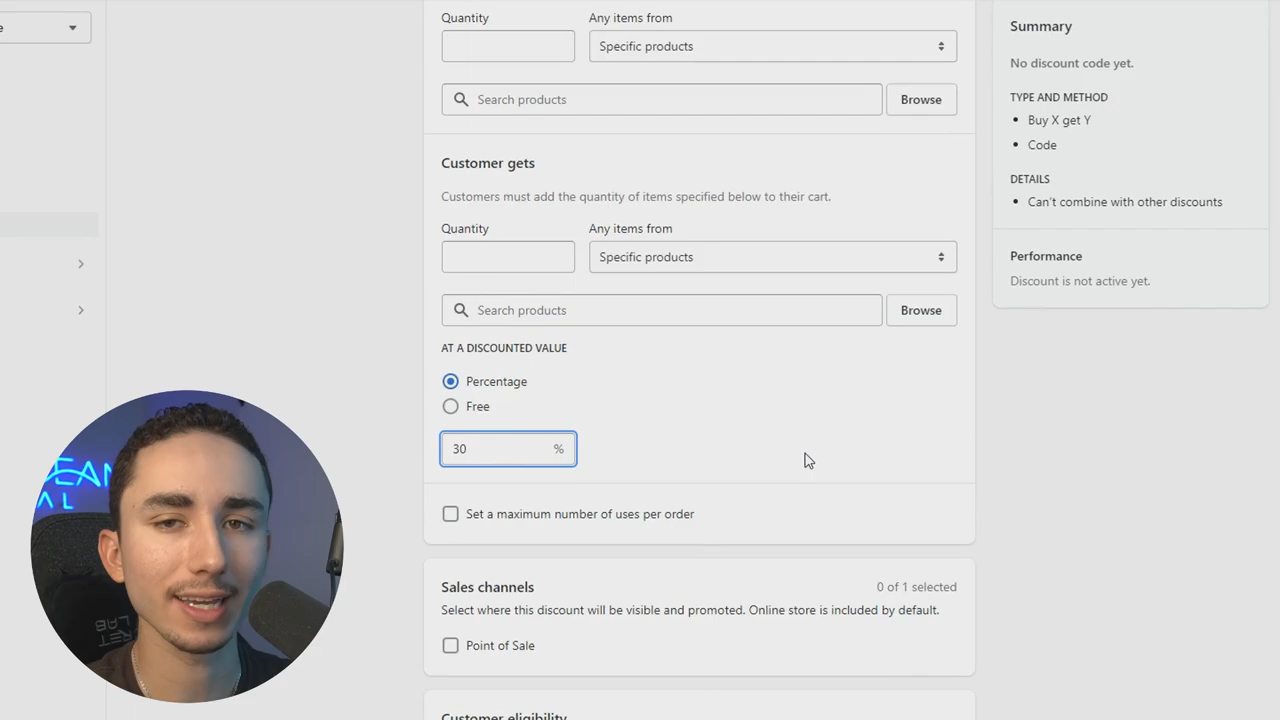 e
Quantity
Any items from
Specific products
Search products
Browse
Customer gets
Customers must add the quantity of items specified below to their cart.
Quantity
Any items from
Specific products
Search products
Browse
AT A DISCOUNTED VALUE
Percentage
Free
30 %
Set a maximum number of uses per order
Sales channels
0 of 1 selected
Select where this discount will be visible and promoted. Online store is included by default.
Point of Sale
Customer eligibility
Summary
No discount code yet.
TYPE AND METHOD
Buy X get Y
Code
DETAILS
Can't combine with other discounts
Performance
Discount is not active yet.
EAN
AL
RET
LAB